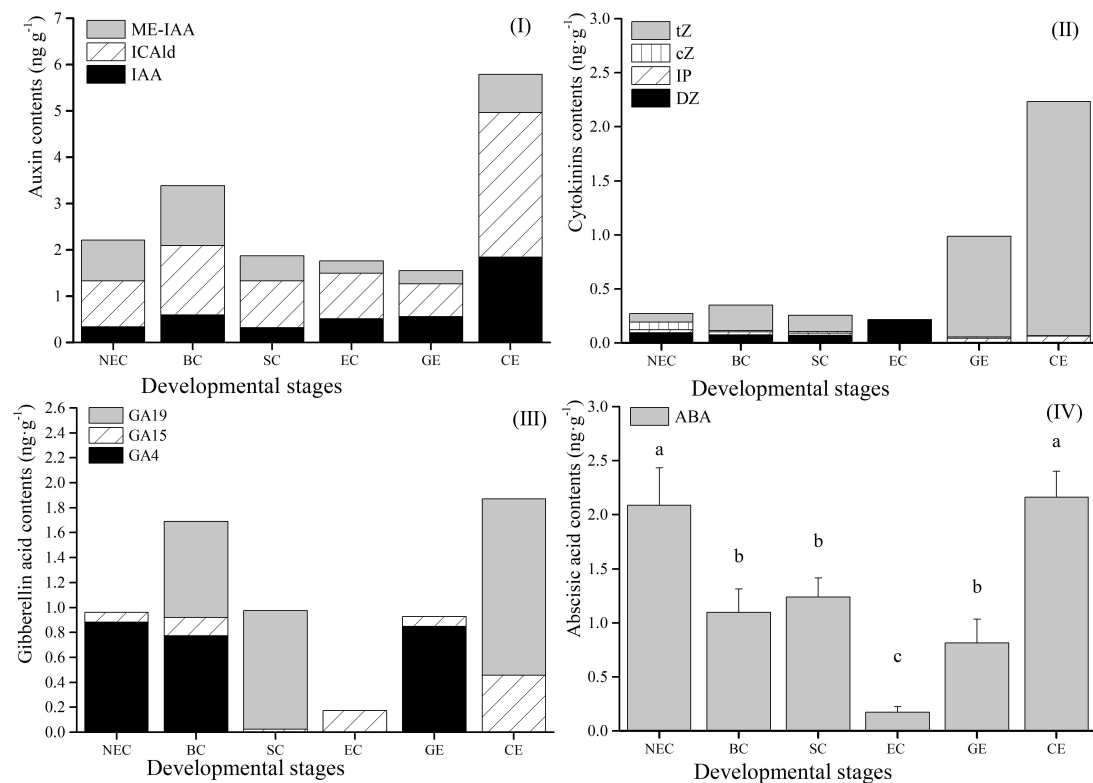 7
6
5
4
3
2
1
0
Auxin contents (ng g⁻¹)
ME-IAA
ICAld
IAA
(I)
NEC BC SC EC GE CE
Developmental stages
3.0
2.5
2.0
1.5
1.0
0.5
0.0
Cytokinins contents (ng·g⁻¹)
tZ
cZ
IP
DZ
(II)
NEC BC SC EC GE CE
Developmental stages
2.6
2.4
2.2
2.0
1.8
1.6
1.4
1.2
1.0
0.8
0.6
0.4
0.2
0.0
Gibberellin acid contents (ng·g⁻¹)
GA19
GA15
GA4
(III)
NEC BC SC EC GE CE
Developmental stages
3.0
2.5
2.0
1.5
1.0
0.5
0.0
Abscisic acid contents (ng·g⁻¹)
ABA
(IV)
a b b c b a
NEC BC SC EC GE CE
Developmental stages